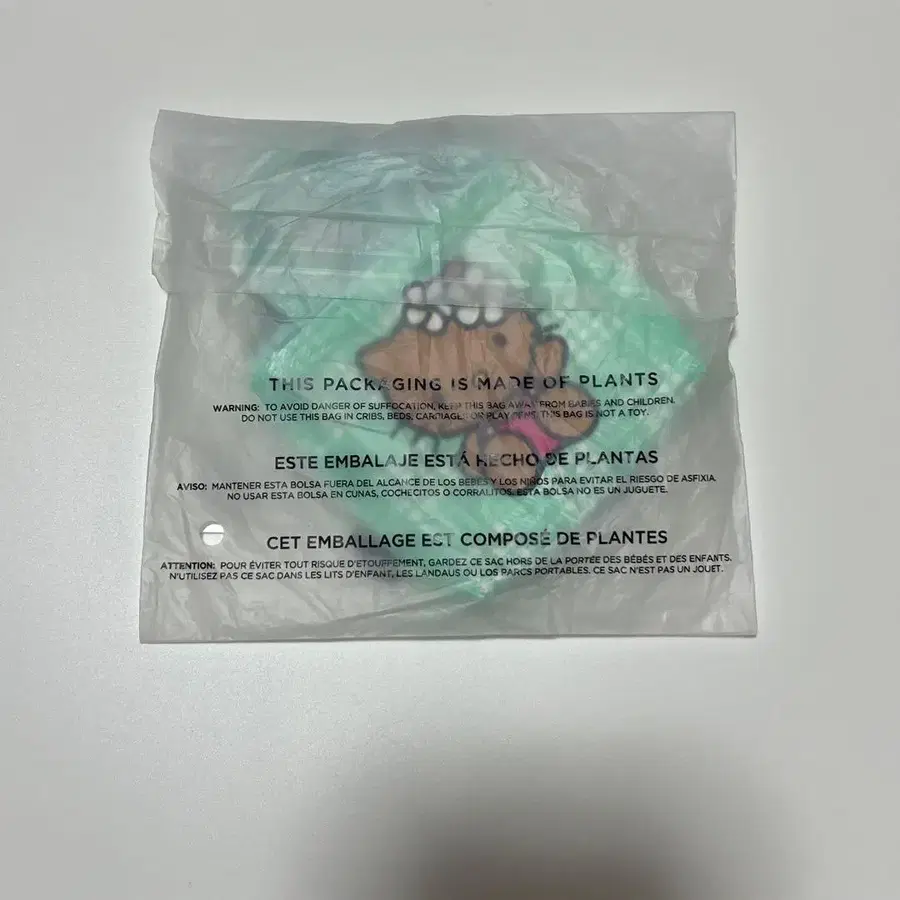 THIS PACKAGING IS MADE OF PLANTS
WARNING: TO AVOID DANGER OF SUFFOCATION, KEEP THIS BAG AWAY FROM BABIES AND CHILDREN.
DO NOT USE THIS BAG IN CRIBS, BEDS, CARRIAGES OR PLAY PENS. THIS BAG IS NOT A TOY.
ESTE EMBALAJE ESTÁ HECHO DE PLANTAS
AVISO: MANTENER ESTA BOLSA FUERA DEL ALCANCE DE LOS BEBÉS Y LOS NIÑOS PARA EVITAR EL RIESGO DE ASFIXIA.
NO USAR ESTA BOLSA EN CUNAS, COCHECITOS O CORRALITOS. ESTA BOLSA NO ES UN JUGUETE.
CET EMBALLAGE EST COMPOSÉ DE PLANTES
ATTENTION: POUR ÉVITER TOUT RISQUE D'ETOUFFEMENT, GARDEZ CE SAC HORS DE LA PORTÉE DES BÉBÉS ET DES ENFANTS.
N'UTILISEZ PAS CE SAC DANS LES LITS D'ENFANT, LES LANDAUS OU LOS PARCS PORTABLES. CE SAC N'EST PAS UN JOUET.